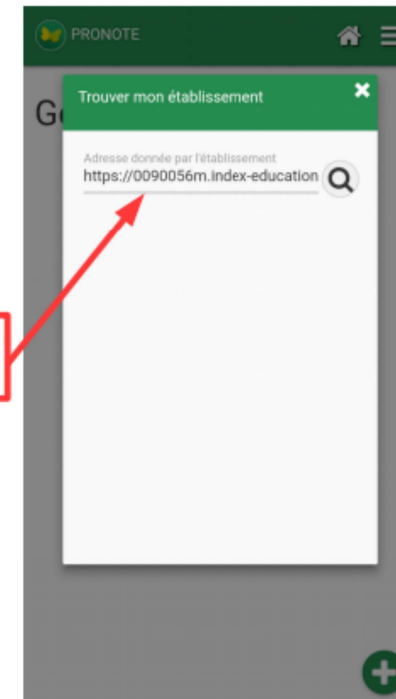 PRONOTE
Trouver mon établissement
Adresse donnée par l'établissement
https://0090056m.index-education